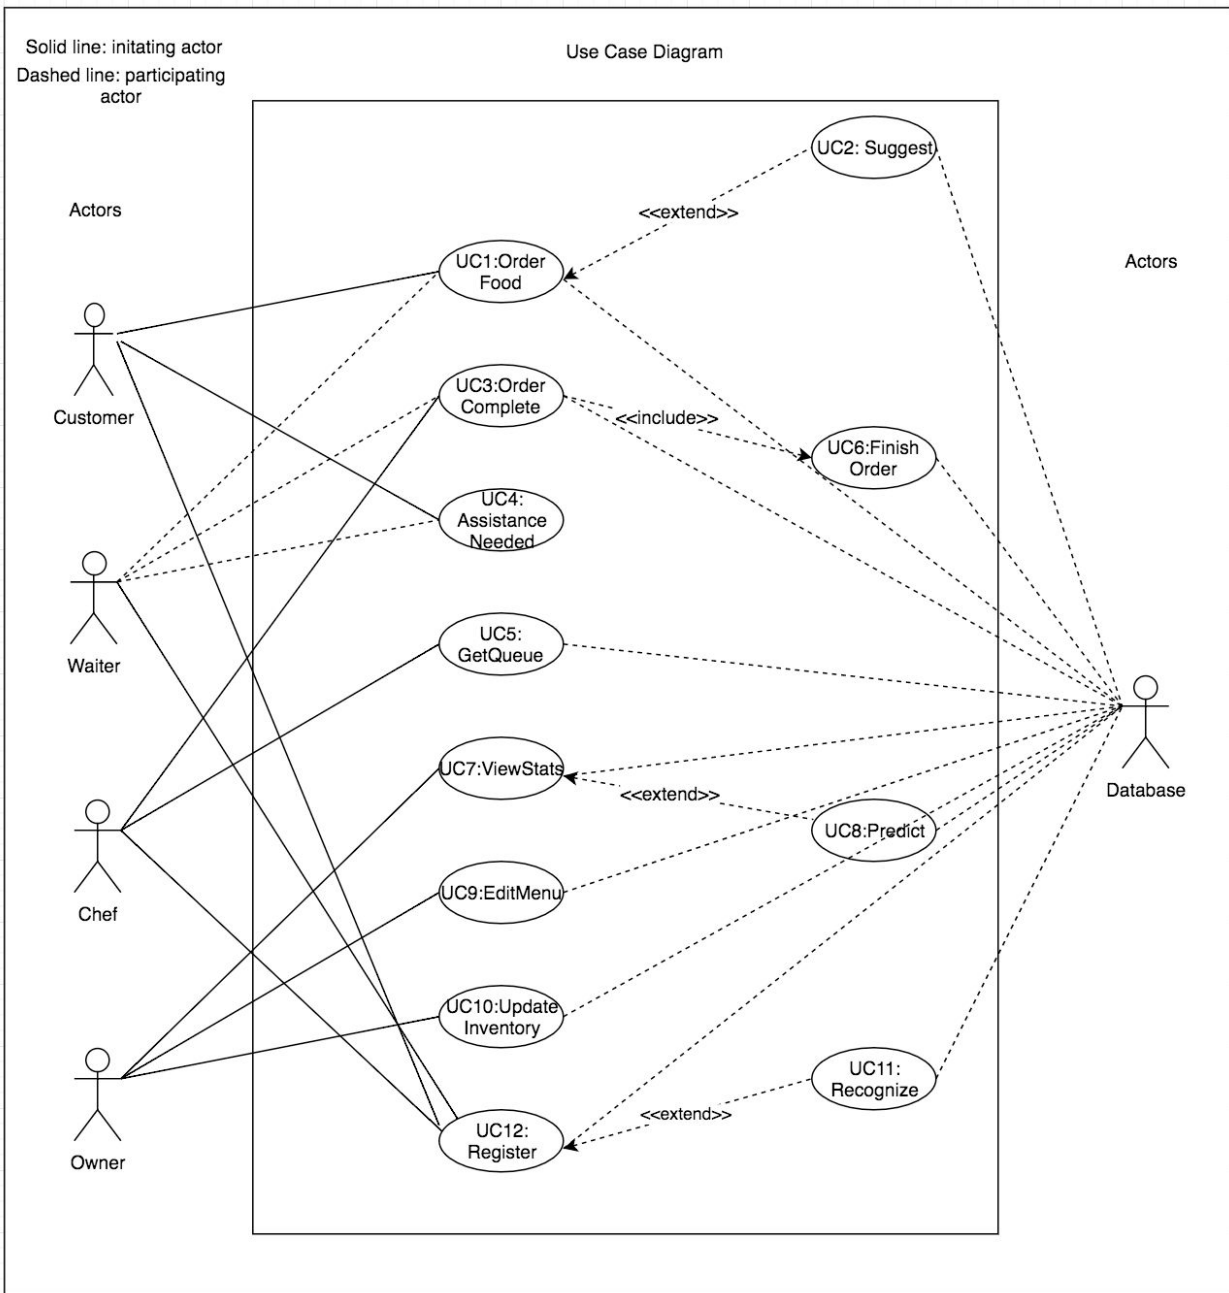 Solid line: initating actor
Dashed line: participating
actor
Use Case Diagram
UC2: Suggest
Actors
<<extend>>
UC1:Order
Food
Actors
Customer
UC3:Order
Complete
<<include>>
UC6:Finish
Order
UC4:
Assistance
Needed
Waiter
UC5:
GetQueue
UC7:ViewStats
<<extend>>
Database
UC8:Predict
Chef
UC9:EditMenu
UC10:Update
Inventory
UC11:
Recognize
<<extend>>
UC12:
Register
Owner